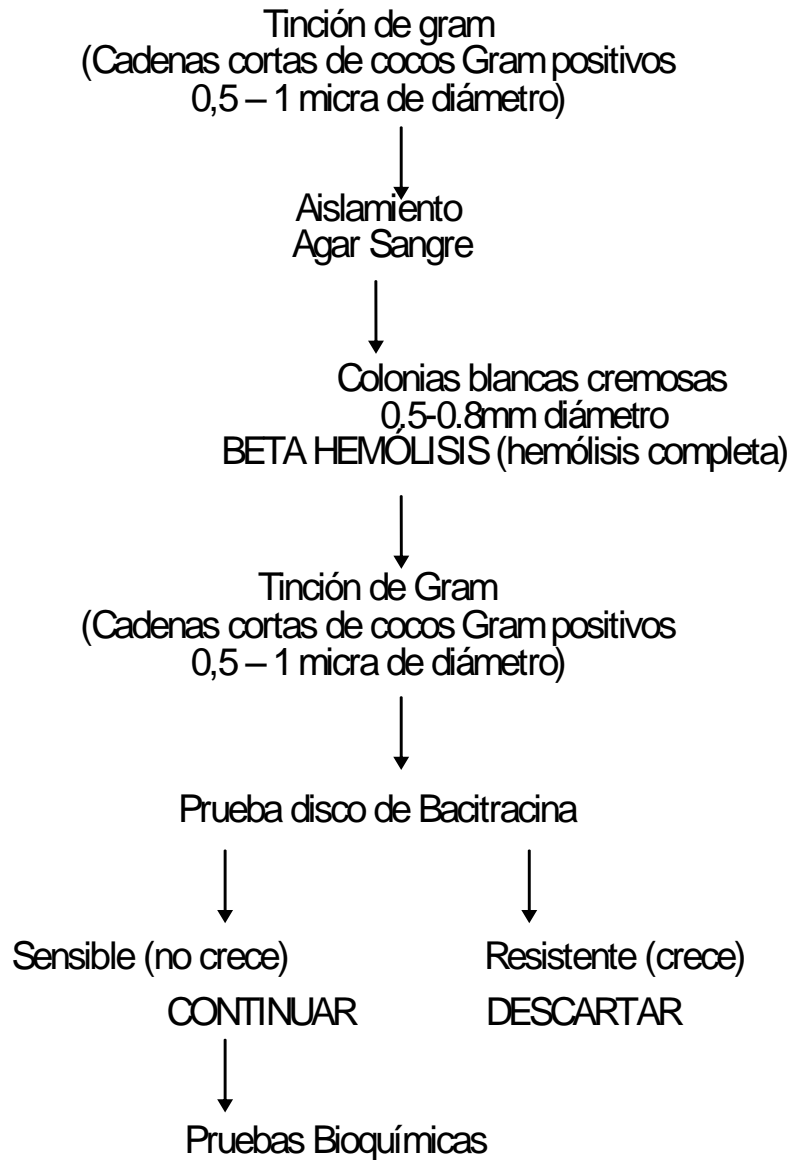 Tinción de gram
(Cadenas cortas de cocos Gram positivos
0,5 – 1 micra de diámetro)
Aislamiento
Agar Sangre
Colonias blancas cremosas
0.5-0.8mm diámetro
BETA HEMÓLISIS (hemólisis completa)
Tinción de Gram
(Cadenas cortas de cocos Gram positivos
0,5 – 1 micra de diámetro)
Prueba disco de Bacitracina
Sensible (no crece) Resistente (crece)
CONTINUAR DESCARTAR
Pruebas Bioquímicas